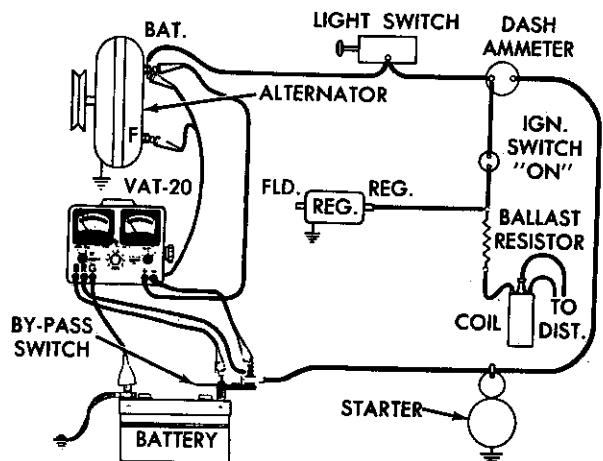 LIGHT SWITCH
DASH
AMMETER
BAT.
ALTERNATOR
F
IGN.
SWITCH
"ON"
VAT-20
FLD.
REG.
REG.
BALLAST
RESISTOR
BY-PASS
SWITCH
COIL
TO
DIST.
STARTER
BATTERY